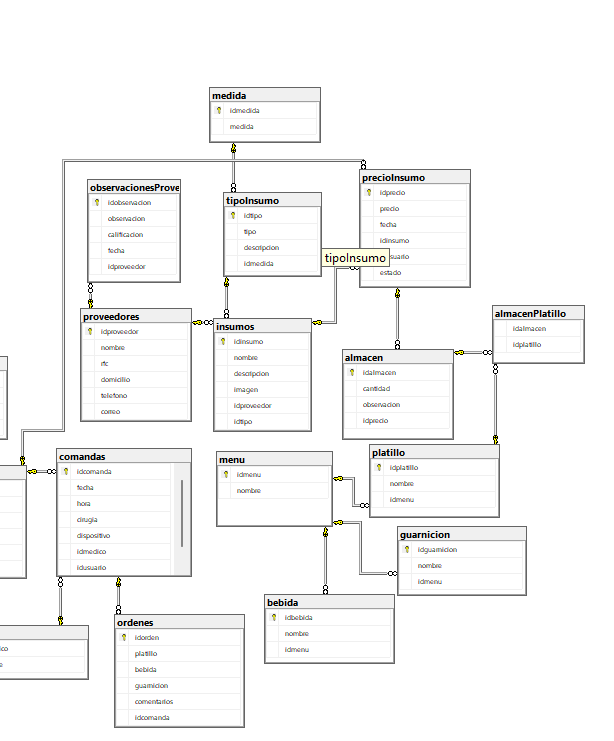 medida
idmedida
medida
observacionesProve
idobservacion
observacion
calificacion
fecha
idproveedor
tipoInsumo
idtipo
tipo
descripcion
idmedida
precioInsumo
idprecio
precio
fecha
idinsumo
suario
estado
tipoInsumo
proveedores
idproveedor
nombre
rfc
domicilio
telefono
correo
insumos
idinsumo
nombre
descripcion
imagen
idproveedor
idtipo
almacen
idalmacen
cantidad
observacion
idprecio
almacenPlatillo
idalmacen
idplatillo
comandas
idcomanda
fecha
hora
cirugia
dispositivo
idmedico
idusuario
menu
idmenu
nombre
platillo
idplatillo
nombre
idmenu
guarnicion
idguarnicion
nombre
idmenu
bebida
idbebida
nombre
idmenu
ordenes
idorden
platillo
bebida
guarnicion
comentarios
idcomanda
ico
e